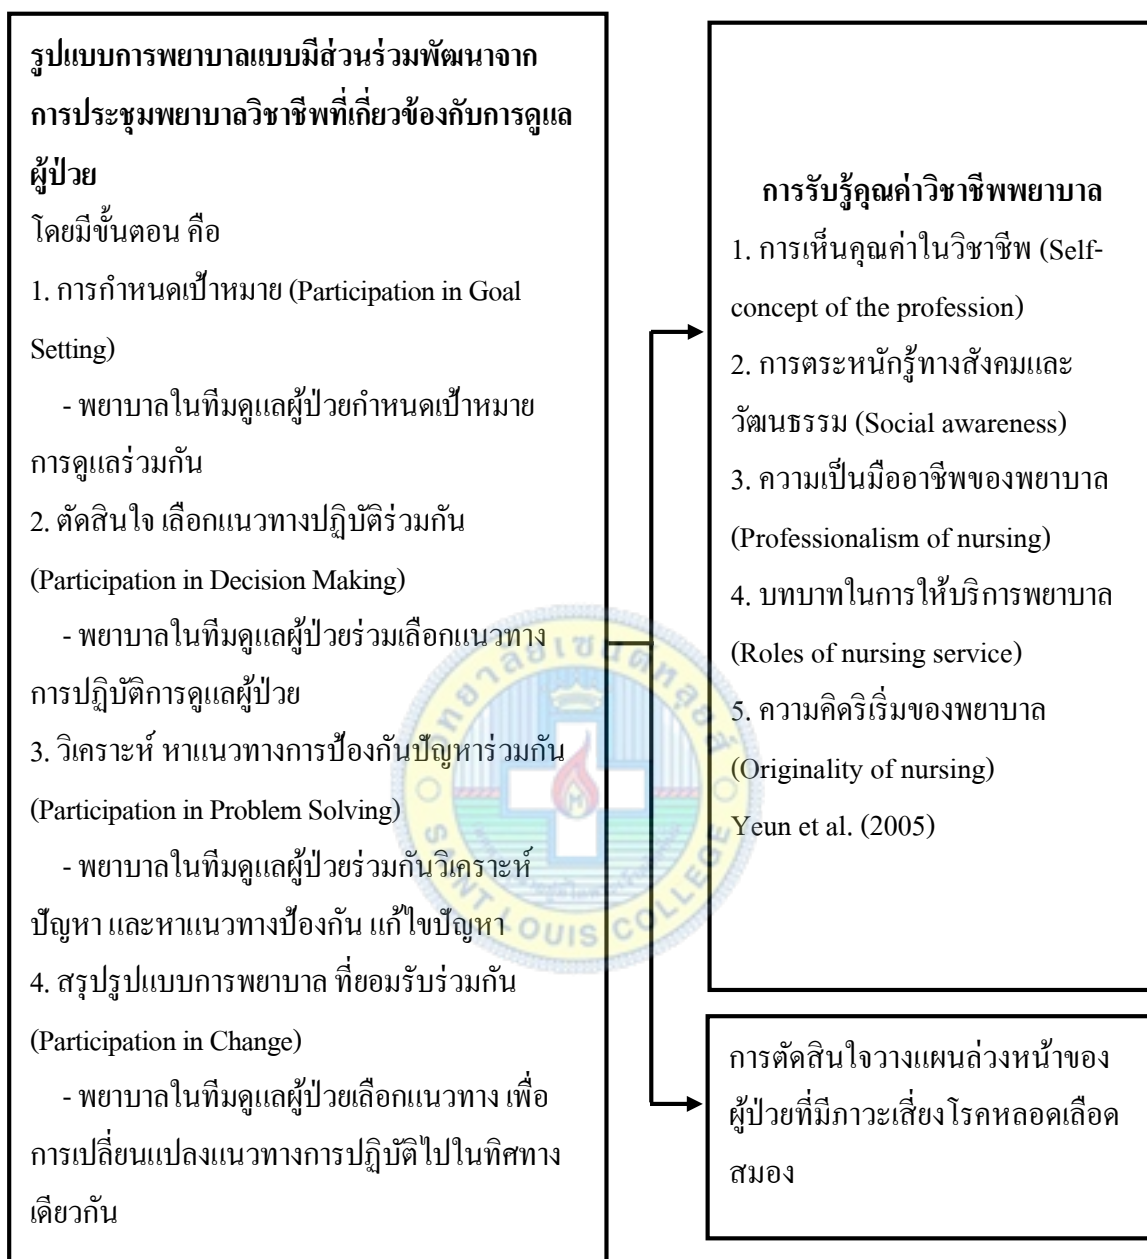 รูปแบบการพยาบาลแบบมีส่วนร่วมพัฒนาจาก
การประชุมพยาบาลวิชาชีพที่เกี่ยวข้องกับการดูแล
ผู้ป่วย
โดยมีขั้นตอน คือ
1. การกำหนดเป้าหมาย (Participation in Goal
Setting)
- พยาบาลในทีมดูแลผู้ป่วยกำหนดเป้าหมาย
การดูแลร่วมกัน
2. ตัดสินใจ เลือกแนวทางปฏิบัติร่วมกัน
(Participation in Decision Making)
- พยาบาลในทีมดูแลผู้ป่วยร่วมเลือกแนวทาง
การปฏิบัติการดูแลผู้ป่วย
3. วิเคราะห์ หาแนวทางการป้องกันปัญหาร่วมกัน
(Participation in Problem Solving)
- พยาบาลในทีมดูแลผู้ป่วยร่วมกันวิเคราะห์
ปัญหา และหาแนวทางป้องกัน แก้ไขปัญหา
4. สรุปรูปแบบการพยาบาล ที่ยอมรับร่วมกัน
(Participation in Change)
- พยาบาลในทีมดูแลผู้ป่วยเลือกแนวทาง เพื่อ
การเปลี่ยนแปลงแนวทางการปฏิบัติไปในทิศทาง
เดียวกัน
การรับรู้คุณค่าวิชาชีพพยาบาล
1. การเห็นคุณค่าในวิชาชีพ (Self-
concept of the profession)
2. การตระหนักรู้ทางสังคมและ
วัฒนธรรม (Social awareness)
3. ความเป็นมืออาชีพของพยาบาล
(Professionalism of nursing)
4. บทบาทในการให้บริการพยาบาล
(Roles of nursing service)
5. ความคิดริเริ่มของพยาบาล
(Originality of nursing)
Yeun et al. (2005)
การตัดสินใจวางแผนล่วงหน้าของ
ผู้ป่วยที่มีภาวะเสี่ยงโรคหลอดเลือด
สมอง
วิทยาลัยเซนต์หลุยส์
SAINT LOUIS COLLEGE
M